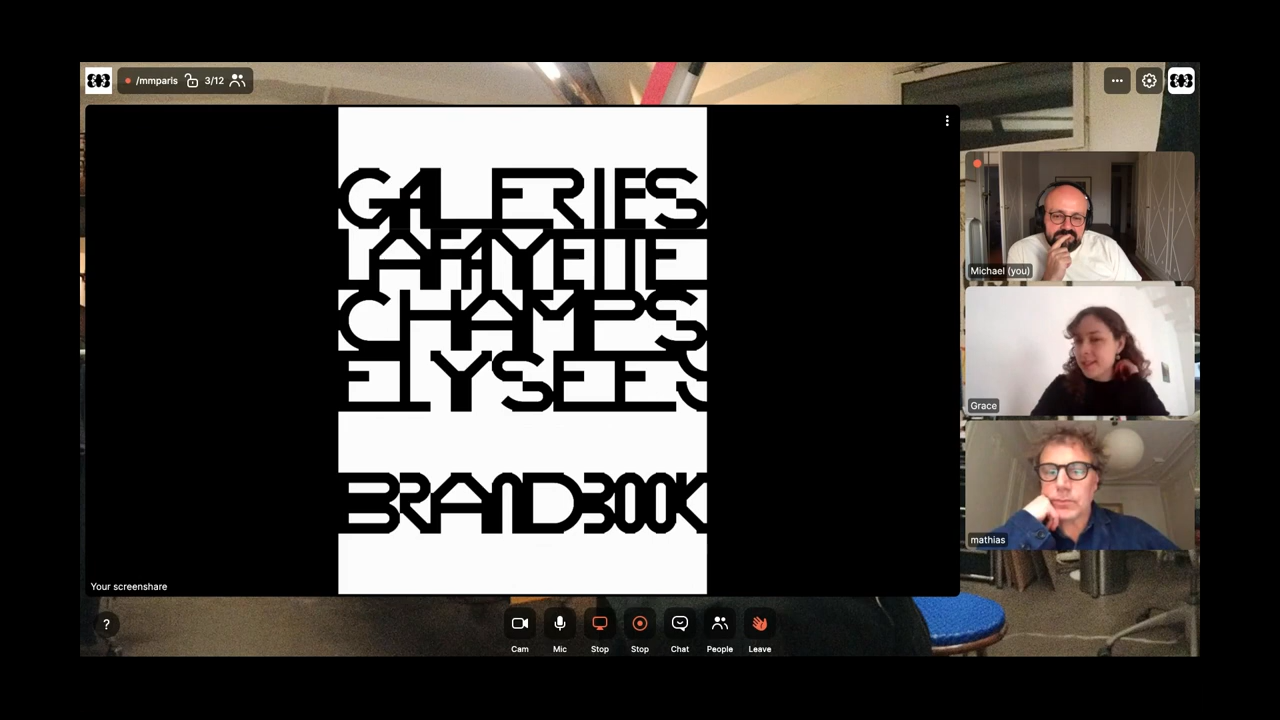 /mmparis 3/12
GALERIES
LAFAYETTE
CHAMPS
ELYSEES
BRANDBOOK
Your screenshare
Michael (you)
Grace
mathias
?
Cam Mic Stop Stop Chat People Leave